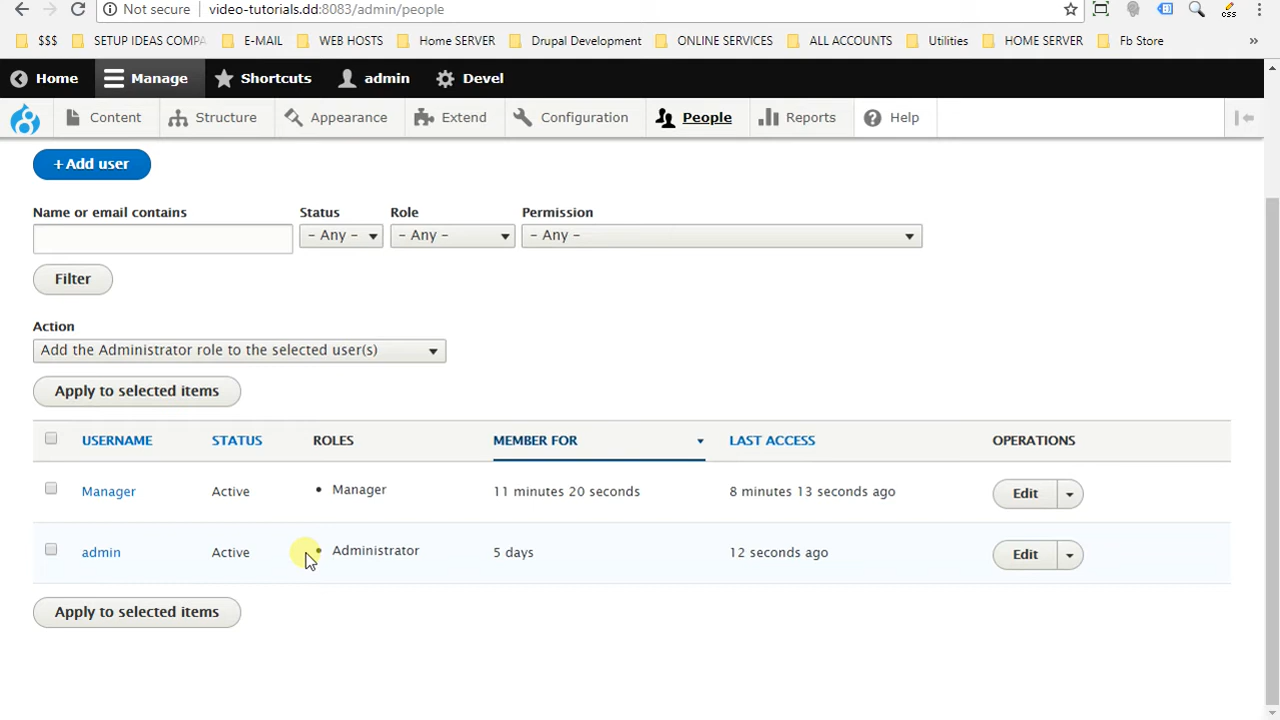 Not secure video-tutorials.dd:8083/admin/people
$$$ SETUP IDEAS COMPA E-MAIL WEB HOSTS Home SERVER Drupal Development ONLINE SERVICES ALL ACCOUNTS Utilities HOME SERVER Fb Store »
Home Manage Shortcuts admin Devel
Content Structure Appearance Extend Configuration People Reports Help
+Add user
Name or email contains Status Role Permission
- Any - - Any - - Any -
Filter
Action
Add the Administrator role to the selected user(s)
Apply to selected items
USERNAME STATUS ROLES MEMBER FOR LAST ACCESS OPERATIONS
Manager Active • Manager 11 minutes 20 seconds 8 minutes 13 seconds ago Edit
admin Active • Administrator 5 days 12 seconds ago Edit
Apply to selected items